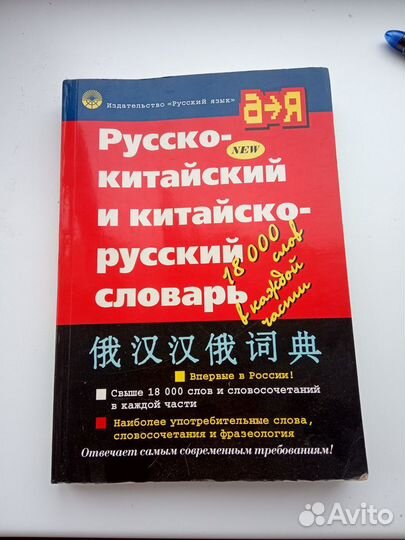 Издательство «Русский язык»
а→я
Русско-
NEW
китайский
и китайско-
русский
словарь
18 000 слов
в каждой
части
俄汉汉俄词典
Впервые в России!
Свыше 18 000 слов и словосочетаний
в каждой части
Наиболее употребительные слова,
словосочетания и фразеология
Отвечает самым современным требованиям!
Avito